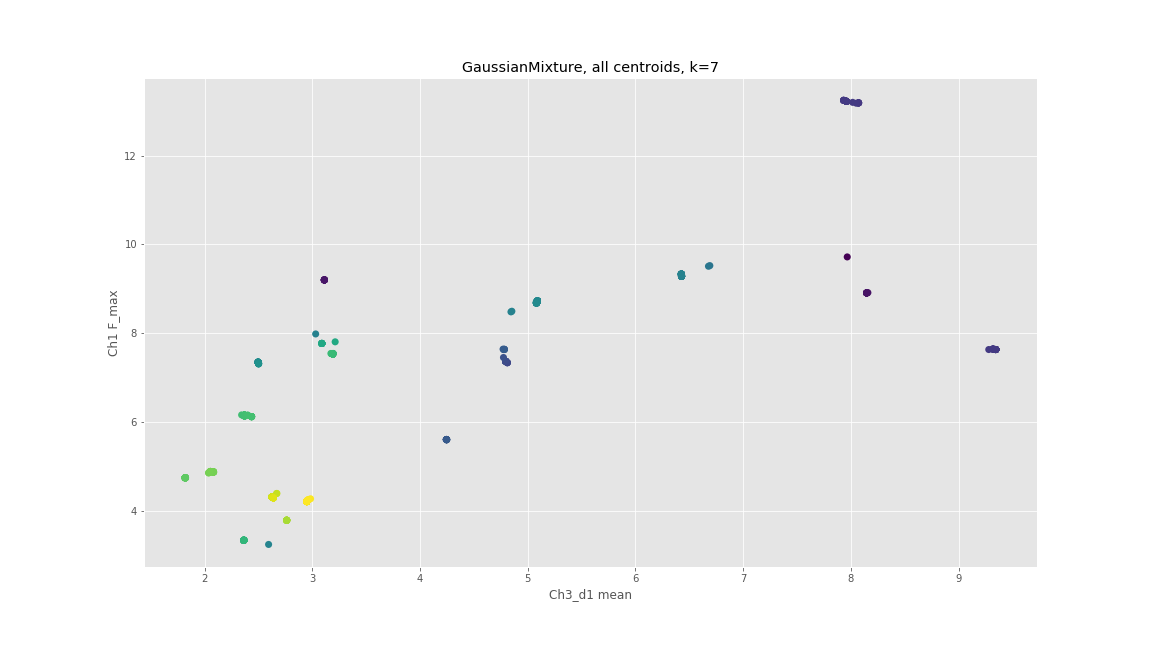 GaussianMixture, all centroids, k=7
12
10
8
6
4
Ch1 F_max
2 3 4 5 6 7 8 9
Ch3_d1 mean